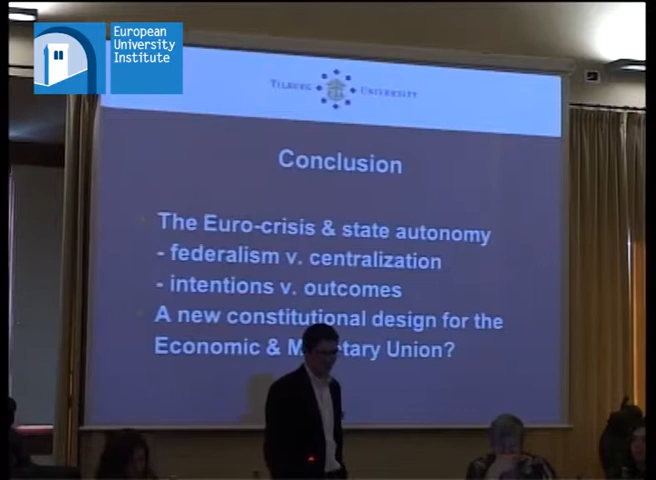 European
University
Institute
TILBURG UNIVERSITY
Conclusion
The Euro-crisis & state autonomy
- federalism v. centralization
- intentions v. outcomes
A new constitutional design for the
Economic & M etary Union?